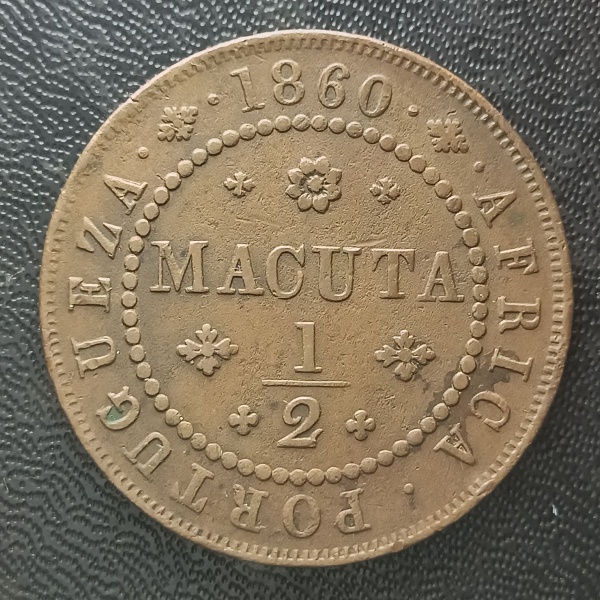 · 1860 ·
· AFRICA · PORTUGUEZA ·
MACUTA
1/2